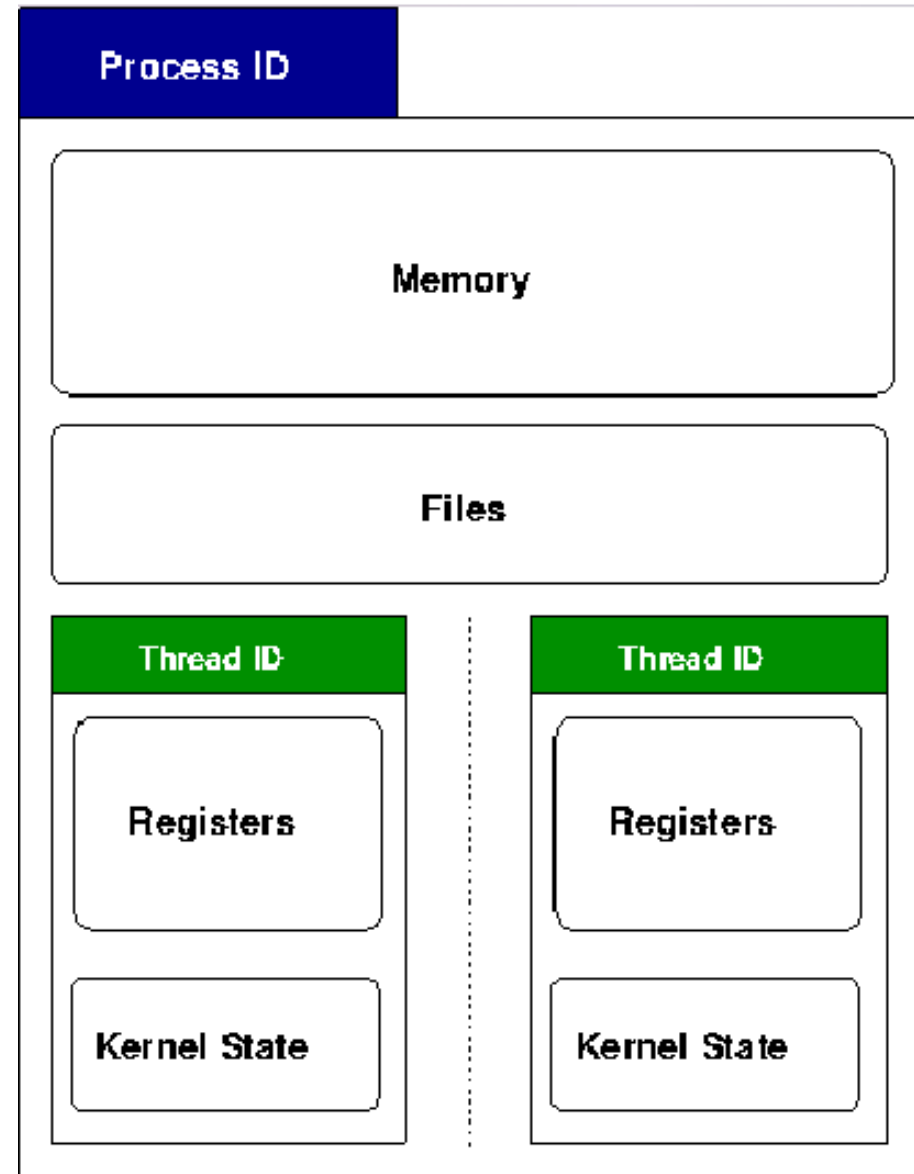 Process ID
Memory
Files
Thread ID
Registers
Kernel State
Thread ID
Registers
Kernel State